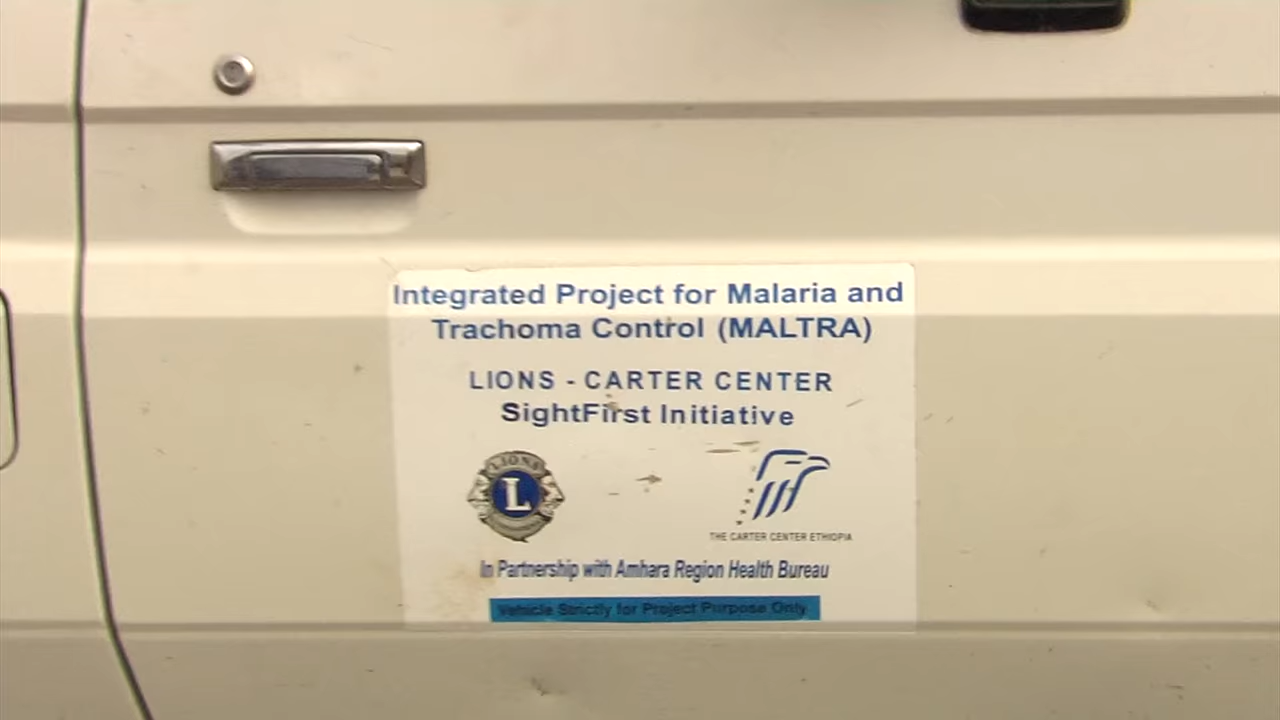 Integrated Project for Malaria and
Trachoma Control (MALTRA)
LIONS - CARTER CENTER
SightFirst Initiative
LIONS
L
THE CARTER CENTER ETHIOPIA
In Partnership with Amhara Region Health Bureau
Vehicle Strictly for Project Purpose Only